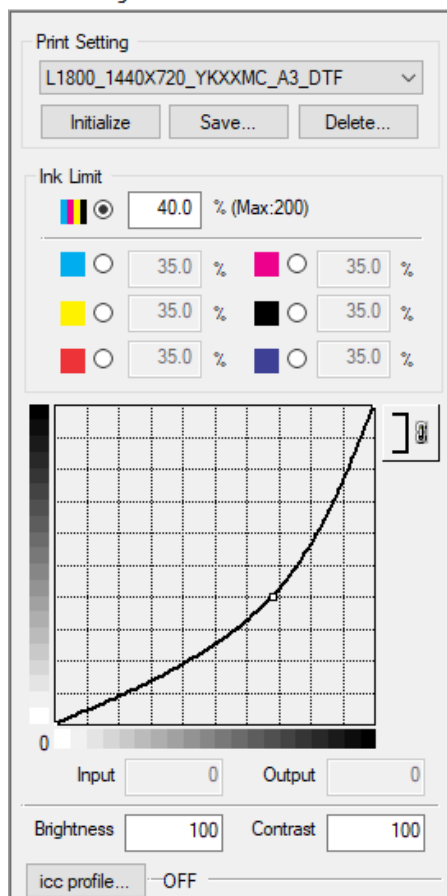 Print Setting
L1800_1440X720_YKXXMC_A3_DTF
Initialize Save... Delete...
Ink Limit
40.0 % (Max:200)
35.0 % 35.0 %
35.0 % 35.0 %
35.0 % 35.0 %
0
Input 0 Output 0
Brightness 100 Contrast 100
icc profile... OFF